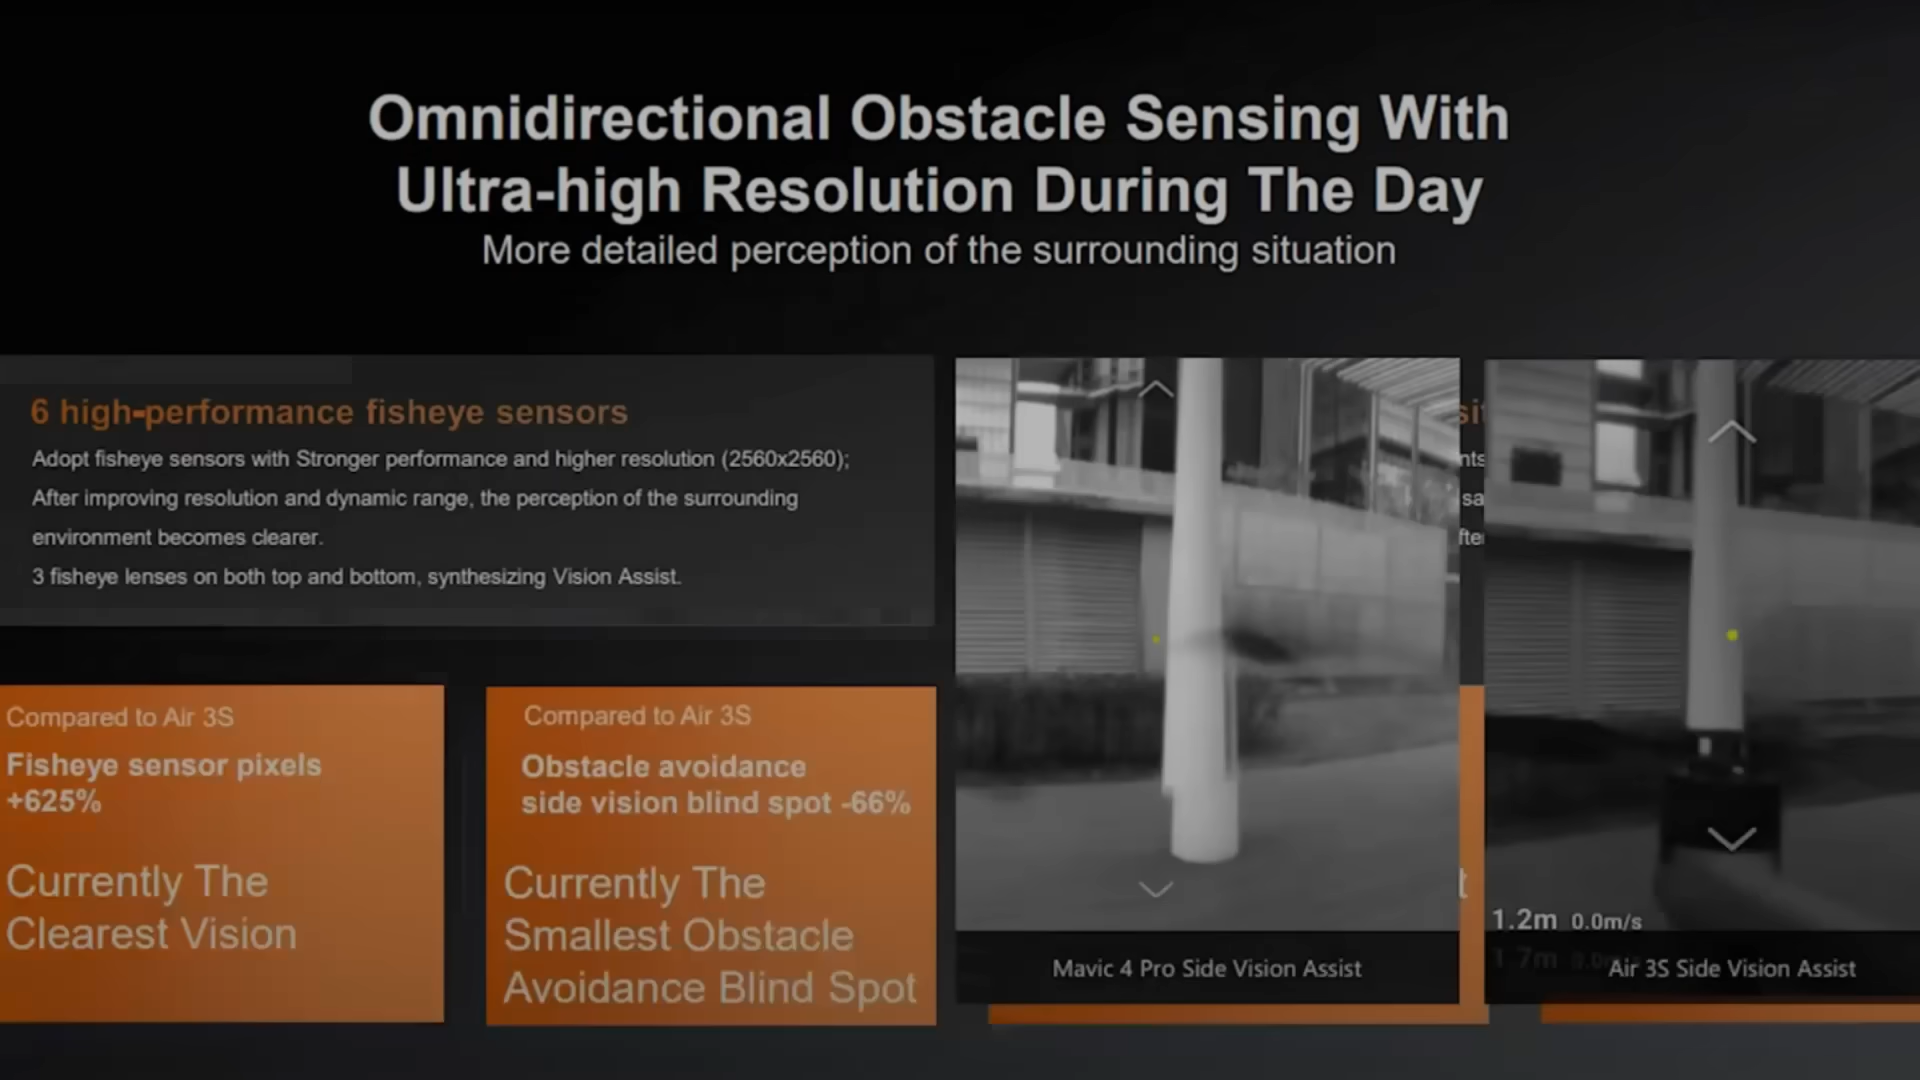 Omnidirectional Obstacle Sensing With
Ultra-high Resolution During The Day
More detailed perception of the surrounding situation
6 high-performance fisheye sensors
Adopt fisheye sensors with Stronger performance and higher resolution (2560x2560);
After improving resolution and dynamic range, the perception of the surrounding
environment becomes clearer.
3 fisheye lenses on both top and bottom, synthesizing Vision Assist.
Compared to Air 3S
Fisheye sensor pixels
+625%
Currently The
Clearest Vision
Compared to Air 3S
Obstacle avoidance
side vision blind spot -66%
Currently The
Smallest Obstacle
Avoidance Blind Spot
Mavic 4 Pro Side Vision Assist
1.2m 0.0m/s
Air 3S Side Vision Assist